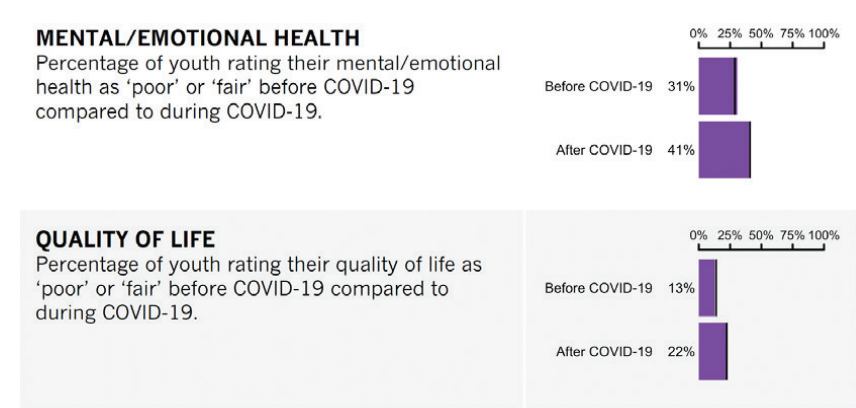 MENTAL/EMOTIONAL HEALTH
Percentage of youth rating their mental/emotional
health as ‘poor’ or ‘fair’ before COVID-19
compared to during COVID-19.
0% 25% 50% 75% 100%
Before COVID-19 31%
After COVID-19 41%
QUALITY OF LIFE
Percentage of youth rating their quality of life as
‘poor’ or ‘fair’ before COVID-19 compared to
during COVID-19.
0% 25% 50% 75% 100%
Before COVID-19 13%
After COVID-19 22%